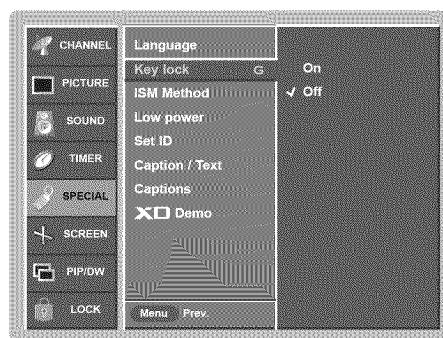 CHANNEL
PICTURE
SOUND
TIMER
SPECIAL
SCREEN
PIP/DW
LOCK
Language
Key lock G
ISM Method
Low power
Set ID
Caption / Text
Captions
XD Demo
Menu Prev.
On
✓ Off